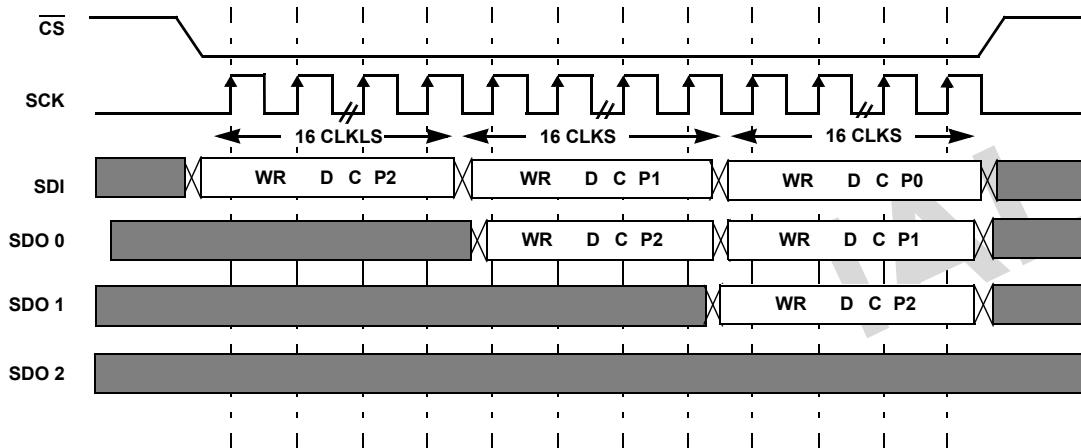 CS
SCK
16 CLKLS 16 CLKS 16 CLKS
SDI WR D C P2 WR D C P1 WR D C P0
SDO 0 WR D C P2 WR D C P1
SDO 1 WR D C P2
SDO 2